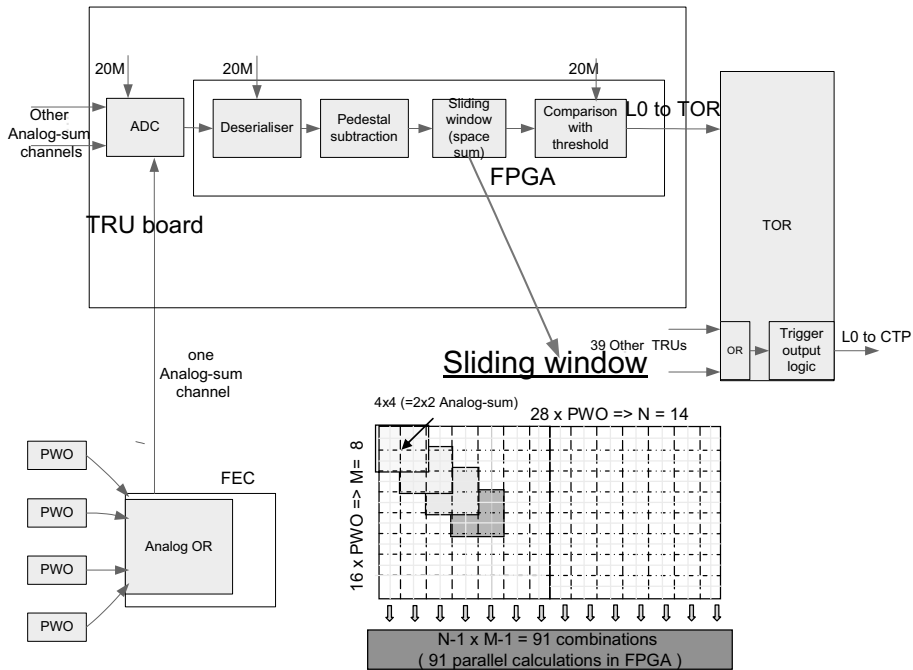 20M
20M
20M
Other
Analog-sum
channels
ADC
Deserialiser
Pedestal
subtraction
Sliding
window
(space
sum)
Comparison
with
threshold
L0 to TOR
FPGA
TRU board
TOR
39 Other TRUs
OR
Trigger
output
logic
L0 to CTP
one
Analog-sum
channel
Sliding window
4x4 (=2x2 Analog-sum)
28 x PWO => N = 14
16 x PWO => M= 8
PWO
PWO
PWO
PWO
FEC
Analog OR
N-1 x M-1 = 91 combinations
( 91 parallel calculations in FPGA )